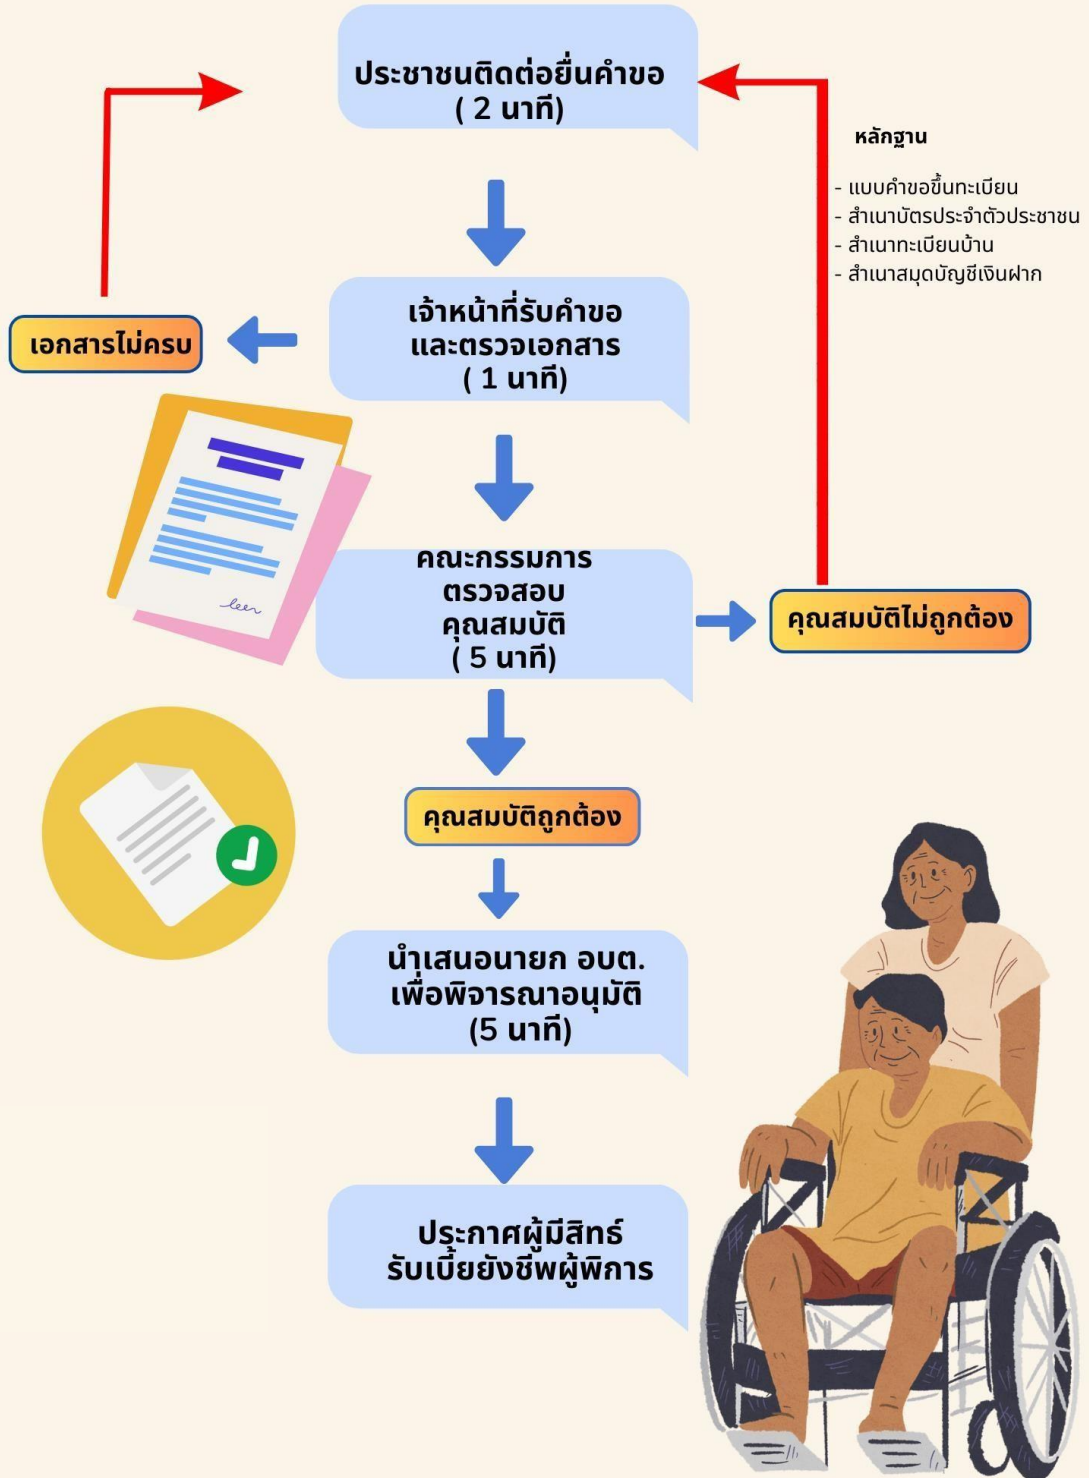 ประชาชนติดต่อยื่นคำขอ
( 2 นาที)
หลักฐาน
- แบบคำขอขึ้นทะเบียน
- สำเนาบัตรประจำตัวประชาชน
- สำเนาทะเบียนบ้าน
- สำเนาสมุดบัญชีเงินฝาก
เจ้าหน้าที่รับคำขอ
และตรวจเอกสาร
( 1 นาที)
เอกสารไม่ครบ
คณะกรรมการ
ตรวจสอบ
คุณสมบัติ
( 5 นาที)
คุณสมบัติไม่ถูกต้อง
คุณสมบัติถูกต้อง
นำเสนอนายก อบต.
เพื่อพิจารณาอนุมัติ
(5 นาที)
ประกาศผู้มีสิทธ์
รับเบี้ยยังชีพผู้พิการ